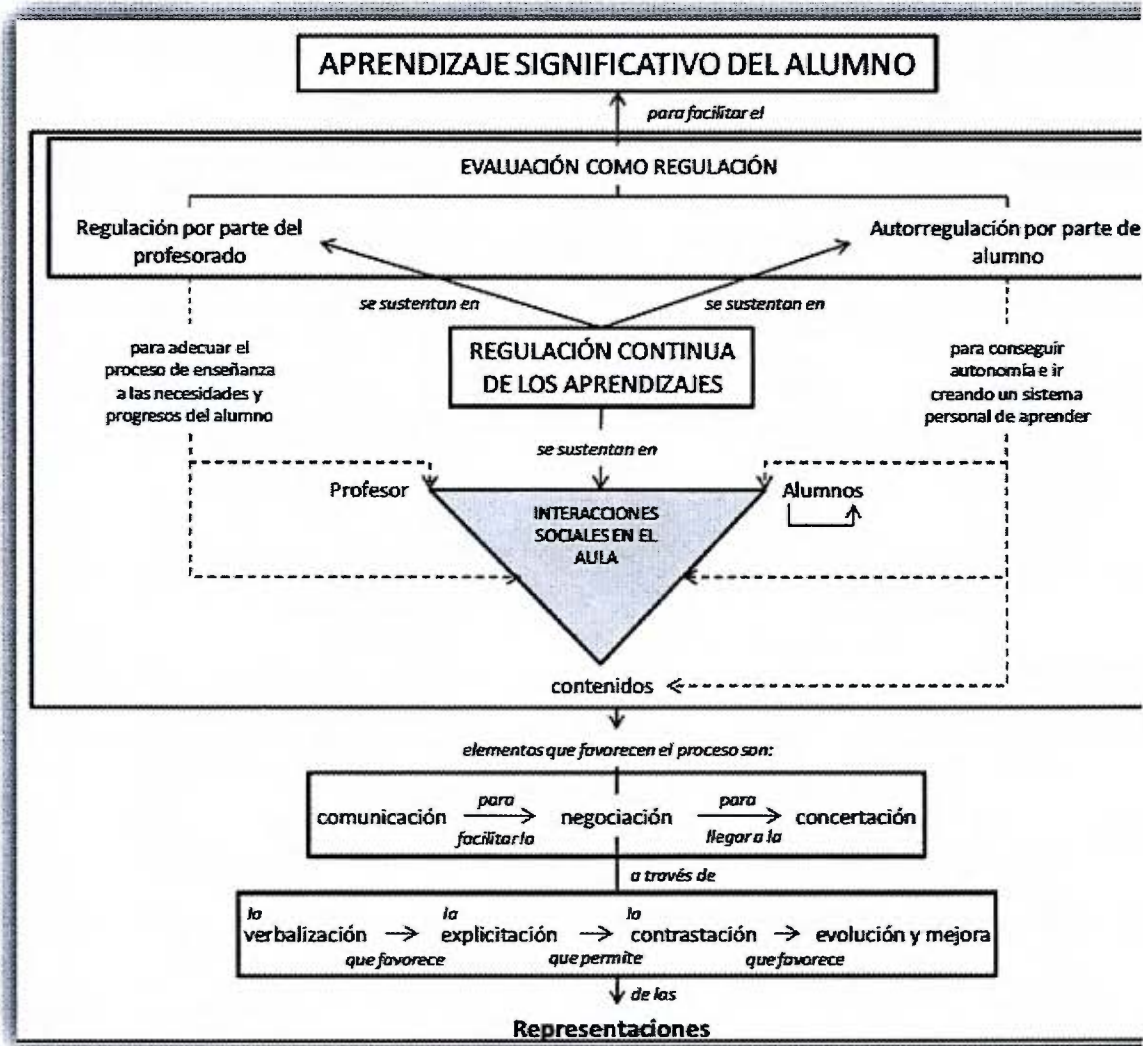 APRENDIZAJE SIGNIFICATIVO DEL ALUMNO
para facilitar el
EVALUACIÓN COMO REGULACIÓN
Regulación por parte del
profesorado
Autorregulación por parte de
alumno
se sustentan en
se sustentan en
para adecuar el
proceso de enseñanza
a las necesidades y
progresos del alumno
REGULACIÓN CONTINUA
DE LOS APRENDIZAJES
para conseguir
autonomía e ir
creando un sistema
personal de aprender
se sustentan en
Profesor
Alumnos
INTERACCIONES
SOCIALES EN EL
AULA
contenidos
elementos que favorecen el proceso son:
comunicación para facilitar la negociación para llegar a la concertación
a través de
la verbalización que favorece la explicitación que permite la contrastación que favorece evolución y mejora
de las
Representaciones